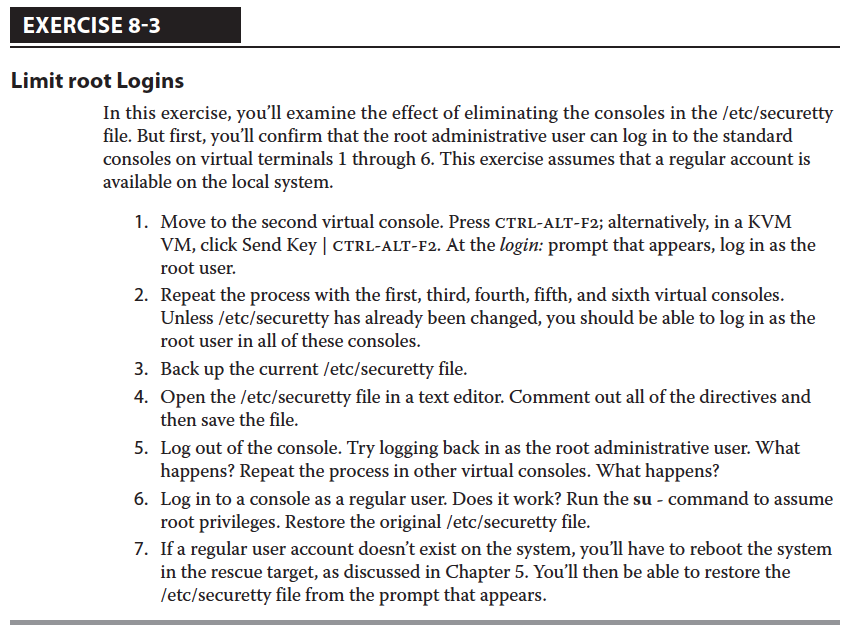 EXERCISE 8-3
Limit root Logins
In this exercise, you'll examine the effect of eliminating the consoles in the /etc/securetty
file. But first, you'll confirm that the root administrative user can log in to the standard
consoles on virtual terminals 1 through 6. This exercise assumes that a regular account is
available on the local system.
1. Move to the second virtual console. Press CTRL-ALT-F2; alternatively, in a KVM
VM, click Send Key | CTRL-ALT-F2. At the login: prompt that appears, log in as the
root user.
2. Repeat the process with the first, third, fourth, fifth, and sixth virtual consoles.
Unless /etc/securetty has already been changed, you should be able to log in as the
root user in all of these consoles.
3. Back up the current /etc/securetty file.
4. Open the /etc/securetty file in a text editor. Comment out all of the directives and
then save the file.
5. Log out of the console. Try logging back in as the root administrative user. What
happens? Repeat the process in other virtual consoles. What happens?
6. Log in to a console as a regular user. Does it work? Run the su - command to assume
root privileges. Restore the original /etc/securetty file.
7. If a regular user account doesn't exist on the system, you'll have to reboot the system
in the rescue target, as discussed in Chapter 5. You'll then be able to restore the
/etc/securetty file from the prompt that appears.